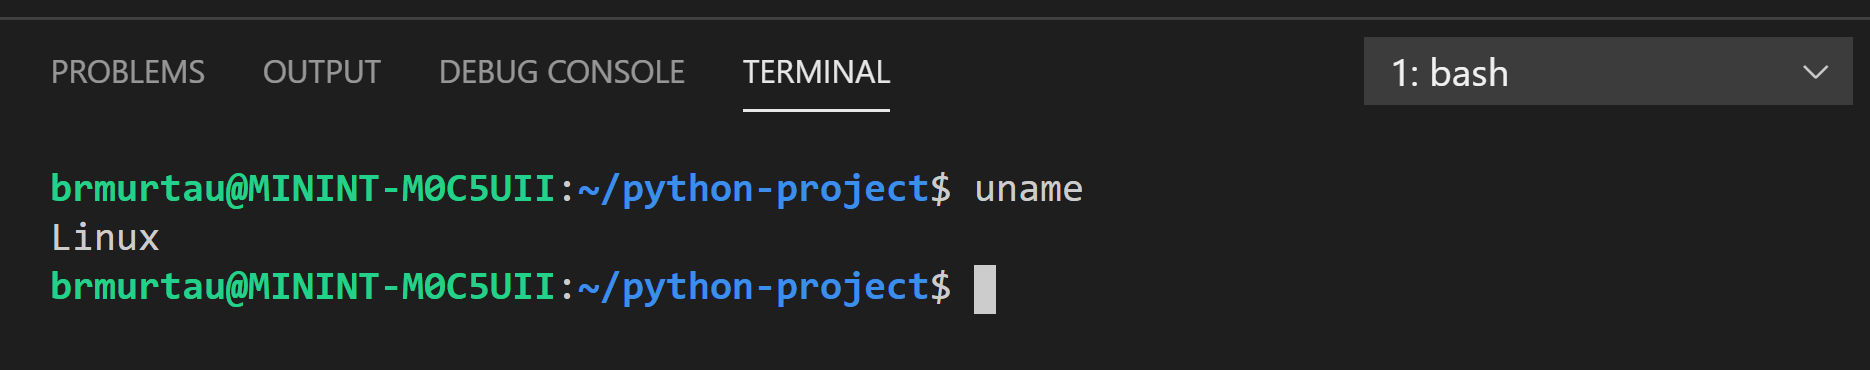 PROBLEMS OUTPUT DEBUG CONSOLE TERMINAL 1: bash
brmurtau@MININT-M0C5UII:~/python-project$ uname
Linux
brmurtau@MININT-M0C5UII:~/python-project$